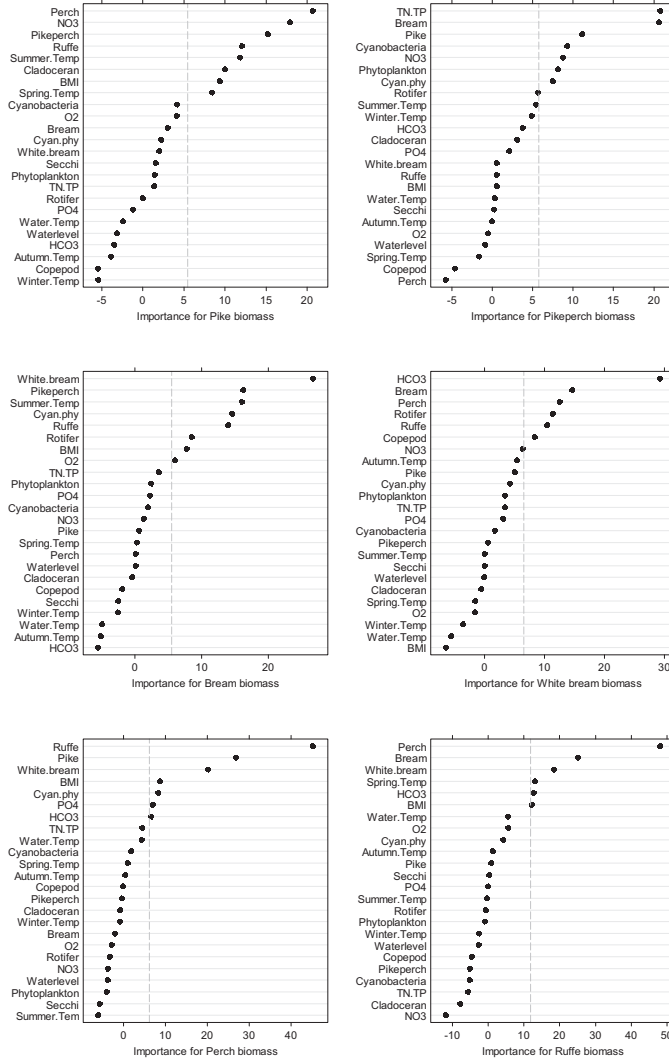 Perch
NO3
Pikeperch
Ruffe
Summer.Temp
Cladoceran
BMI
Spring.Temp
Cyanobacteria
O2
Bream
Cyan.phy
White.bream
Secchi
Phytoplankton
TN.TP
Rotifer
PO4
Water.Temp
Waterlevel
HCO3
Autumn.Temp
Copepod
Winter.Temp
-5 0 5 10 15 20
Importance for Pike biomass
TN.TP
Bream
Pike
Cyanobacteria
NO3
Phytoplankton
Cyan.phy
Rotifer
Summer.Temp
Winter.Temp
HCO3
Cladoceran
PO4
White.bream
Ruffe
BMI
Water.Temp
Secchi
Autumn.Temp
O2
Waterlevel
Spring.Temp
Copepod
Perch
-5 0 5 10 15 20
Importance for Pikeperch biomass
White.bream
Pikeperch
Summer.Temp
Cyan.phy
Ruffe
Rotifer
BMI
O2
TN.TP
Phytoplankton
PO4
Cyanobacteria
NO3
Pike
Spring.Temp
Perch
Waterlevel
Cladoceran
Copepod
Secchi
Winter.Temp
Water.Temp
Autumn.Temp
HCO3
0 10 20
Importance for Bream biomass
HCO3
Bream
Perch
Rotifer
Ruffe
Copepod
NO3
Autumn.Temp
Pike
Cyan.phy
Phytoplankton
TN.TP
PO4
Cyanobacteria
Pikeperch
Summer.Temp
Secchi
Waterlevel
Cladoceran
Spring.Temp
O2
Winter.Temp
Water.Temp
BMI
0 10 20 30
Importance for White bream biomass
Ruffe
Pike
White.bream
BMI
Cyan.phy
PO4
HCO3
TN.TP
Water.Temp
Cyanobacteria
Spring.Temp
Autumn.Temp
Copepod
Pikeperch
Cladoceran
Winter.Temp
Bream
O2
Rotifer
NO3
Waterlevel
Phytoplankton
Secchi
Summer.Tem
0 10 20 30 40
Importance for Perch biomass
Perch
Bream
White.bream
Spring.Temp
HCO3
BMI
Water.Temp
O2
Cyan.phy
Autumn.Temp
Pike
Secchi
PO4
Summer.Temp
Rotifer
Phytoplankton
Winter.Temp
Waterlevel
Copepod
Pikeperch
Cyanobacteria
TN.TP
Cladoceran
NO3
-10 0 10 20 30 40 50
Importance for Ruffe biomass